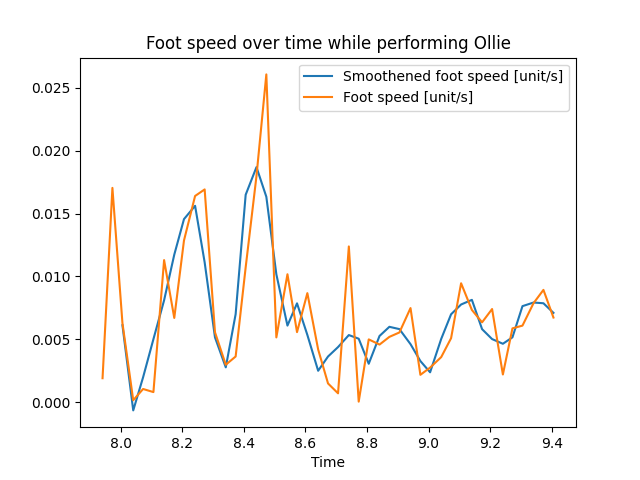 Foot speed over time while performing Ollie
Smoothened foot speed [unit/s]
Foot speed [unit/s]
0.025
0.020
0.015
0.010
0.005
0.000
8.0 8.2 8.4 8.6 8.8 9.0 9.2 9.4
Time